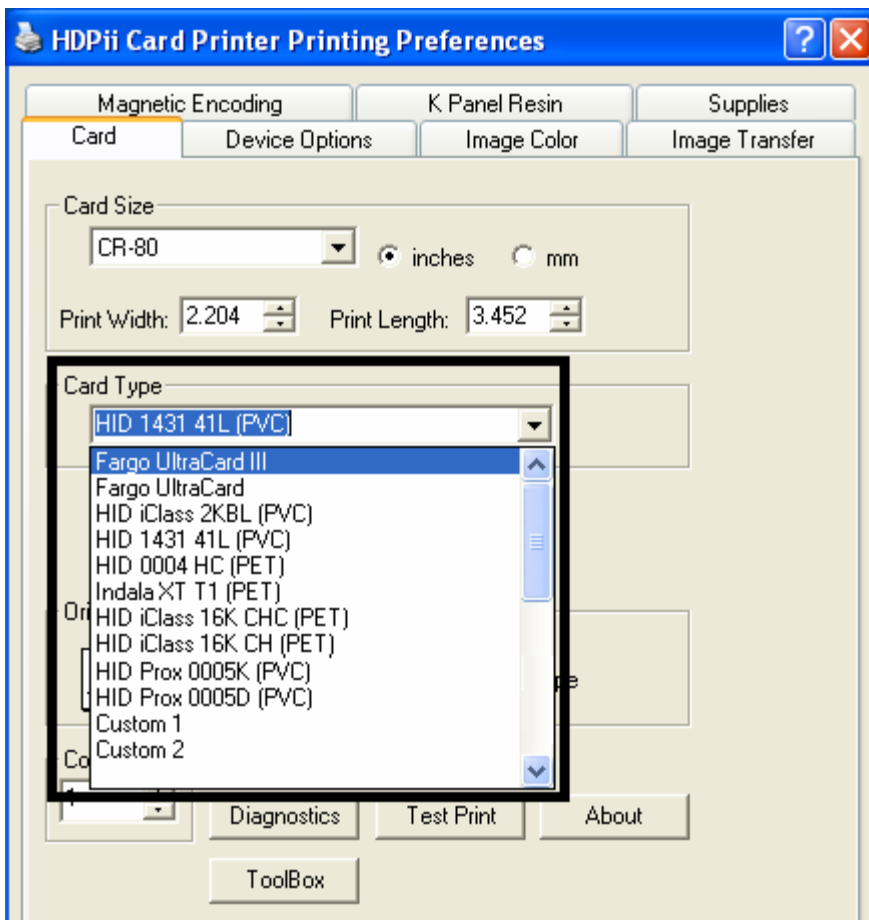 HDPii Card Printer Printing Preferences
Magnetic Encoding K Panel Resin Supplies
Card Device Options Image Color Image Transfer
Card Size
CR-80 inches mm
Print Width: 2.204 Print Length: 3.452
Card Type
HID 1431 41L (PVC)
Fargo UltraCard III
Fargo UltraCard
HID iClass 2KBL (PVC)
HID 1431 41L (PVC)
HID 0004 HC (PET)
Indala XT T1 (PET)
HID iClass 16K CHC (PET)
HID iClass 16K CH (PET)
HID Prox 0005K (PVC)
HID Prox 0005D (PVC)
Custom 1
Custom 2
Diagnostics Test Print About
ToolBox